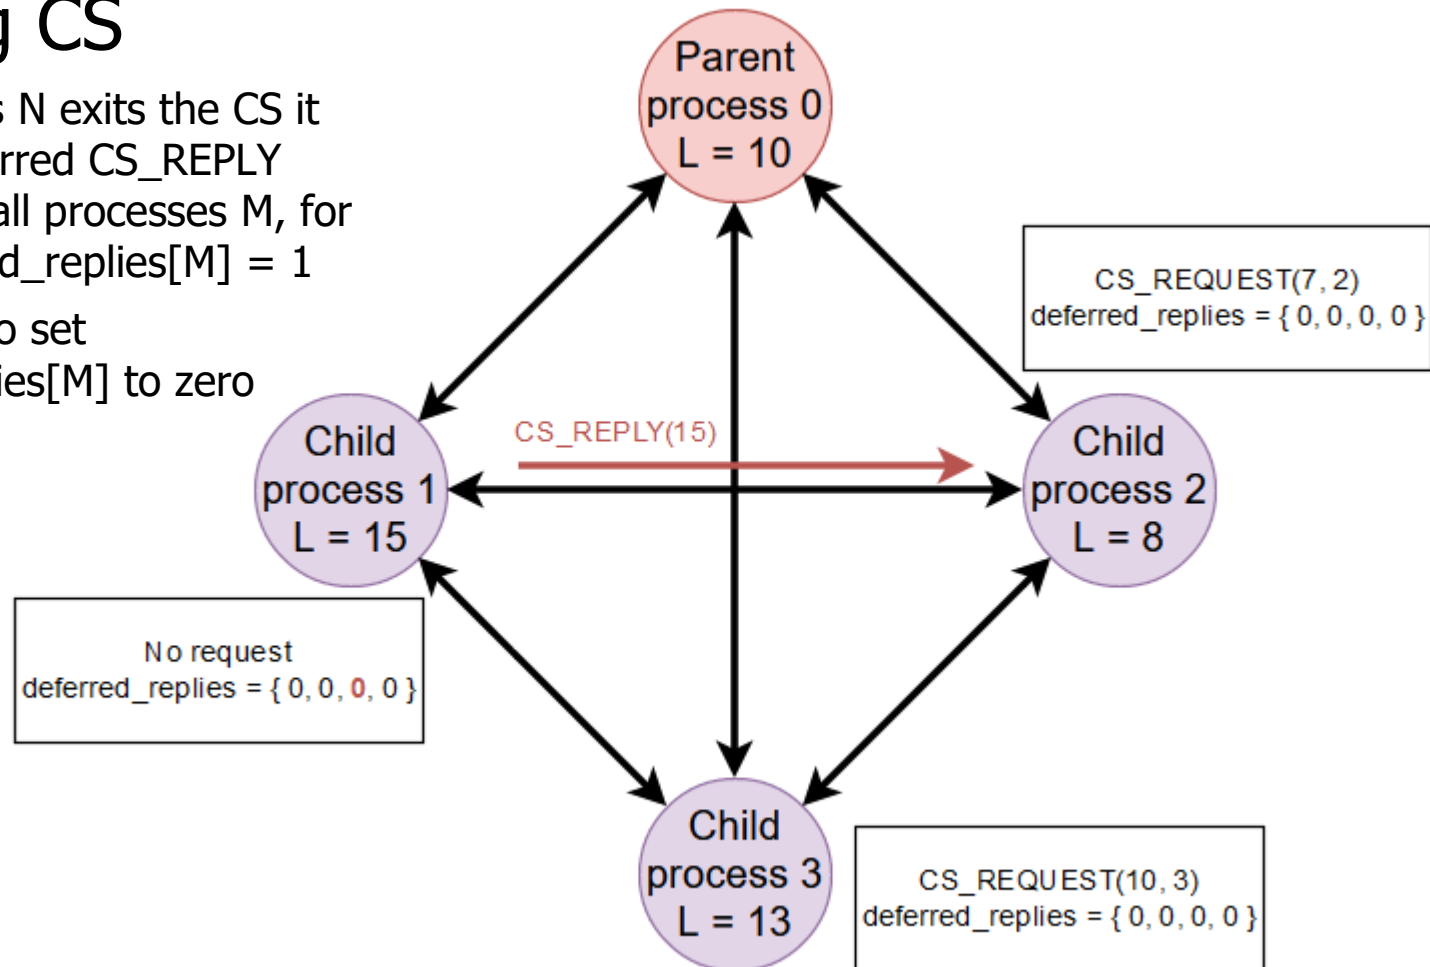 g CS
s N exits the CS it
rred CS_REPLY
all processes M, for
d_replies[M] = 1
o set
ies[M] to zero
Parent
process 0
L = 10
CS_REQUEST(7, 2)
deferred_replies = { 0, 0, 0, 0 }
CS_REPLY(15)
Child
process 1
L = 15
Child
process 2
L = 8
No request
deferred_replies = { 0, 0, 0, 0 }
Child
process 3
L = 13
CS_REQUEST(10, 3)
deferred_replies = { 0, 0, 0, 0 }